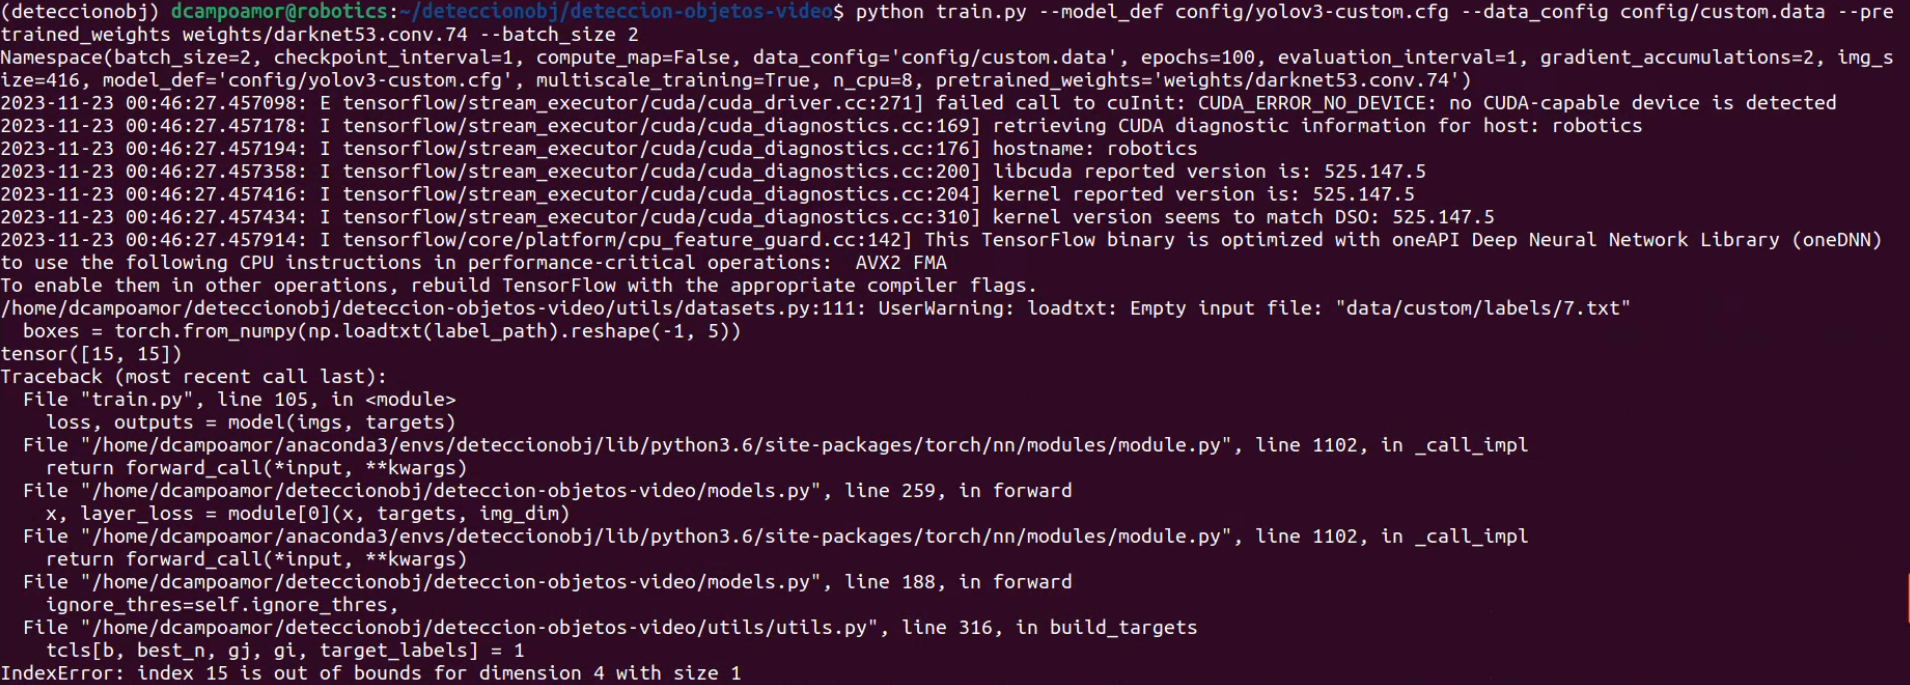 (deteccionobj) dcampoamor@robotics:~/deteccionobj/deteccion-objetos-video$ python train.py --model_def config/yolov3-custom.cfg --data_config config/custom.data --pre
trained_weights weights/darknet53.conv.74 --batch_size 2
Namespace(batch_size=2, checkpoint_interval=1, compute_map=False, data_config='config/custom.data', epochs=100, evaluation_interval=1, gradient_accumulations=2, img_s
ize=416, model_def='config/yolov3-custom.cfg', multiscale_training=True, n_cpu=8, pretrained_weights='weights/darknet53.conv.74')
2023-11-23 00:46:27.457098: E tensorflow/stream_executor/cuda/cuda_driver.cc:271] failed call to cuInit: CUDA_ERROR_NO_DEVICE: no CUDA-capable device is detected
2023-11-23 00:46:27.457178: I tensorflow/stream_executor/cuda/cuda_diagnostics.cc:169] retrieving CUDA diagnostic information for host: robotics
2023-11-23 00:46:27.457194: I tensorflow/stream_executor/cuda/cuda_diagnostics.cc:176] hostname: robotics
2023-11-23 00:46:27.457358: I tensorflow/stream_executor/cuda/cuda_diagnostics.cc:200] libcuda reported version is: 525.147.5
2023-11-23 00:46:27.457416: I tensorflow/stream_executor/cuda/cuda_diagnostics.cc:204] kernel reported version is: 525.147.5
2023-11-23 00:46:27.457434: I tensorflow/stream_executor/cuda/cuda_diagnostics.cc:310] kernel version seems to match DSO: 525.147.5
2023-11-23 00:46:27.457914: I tensorflow/core/platform/cpu_feature_guard.cc:142] This TensorFlow binary is optimized with oneAPI Deep Neural Network Library (oneDNN)
to use the following CPU instructions in performance-critical operations:  AVX2 FMA
To enable them in other operations, rebuild TensorFlow with the appropriate compiler flags.
/home/dcampoamor/deteccionobj/deteccion-objetos-video/utils/datasets.py:111: UserWarning: loadtxt: Empty input file: "data/custom/labels/7.txt"
  boxes = torch.from_numpy(np.loadtxt(label_path).reshape(-1, 5))
tensor([15, 15])
Traceback (most recent call last):
  File "train.py", line 105, in <module>
    loss, outputs = model(imgs, targets)
  File "/home/dcampoamor/anaconda3/envs/deteccionobj/lib/python3.6/site-packages/torch/nn/modules/module.py", line 1102, in _call_impl
    return forward_call(*input, **kwargs)
  File "/home/dcampoamor/deteccionobj/deteccion-objetos-video/models.py", line 259, in forward
    x, layer_loss = module[0](x, targets, img_dim)
  File "/home/dcampoamor/anaconda3/envs/deteccionobj/lib/python3.6/site-packages/torch/nn/modules/module.py", line 1102, in _call_impl
    return forward_call(*input, **kwargs)
  File "/home/dcampoamor/deteccionobj/deteccion-objetos-video/models.py", line 188, in forward
    ignore_thres=self.ignore_thres,
  File "/home/dcampoamor/deteccionobj/deteccion-objetos-video/utils/utils.py", line 316, in build_targets
    tcls[b, best_n, gj, gi, target_labels] = 1
IndexError: index 15 is out of bounds for dimension 4 with size 1